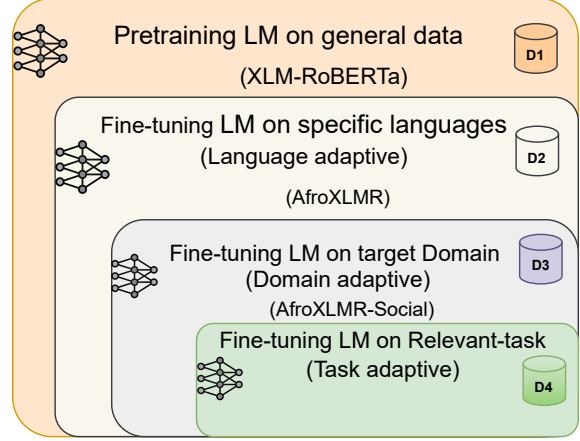 Pretraining LM on general data
D1
(XLM-RoBERTa)
Fine-tuning LM on specific languages
D2
(Language adaptive)
(AfroXLMR)
Fine-tuning LM on target Domain
D3
(Domain adaptive)
(AfroXLMR-Social)
Fine-tuning LM on Relevant-task
(Task adaptive)
D4